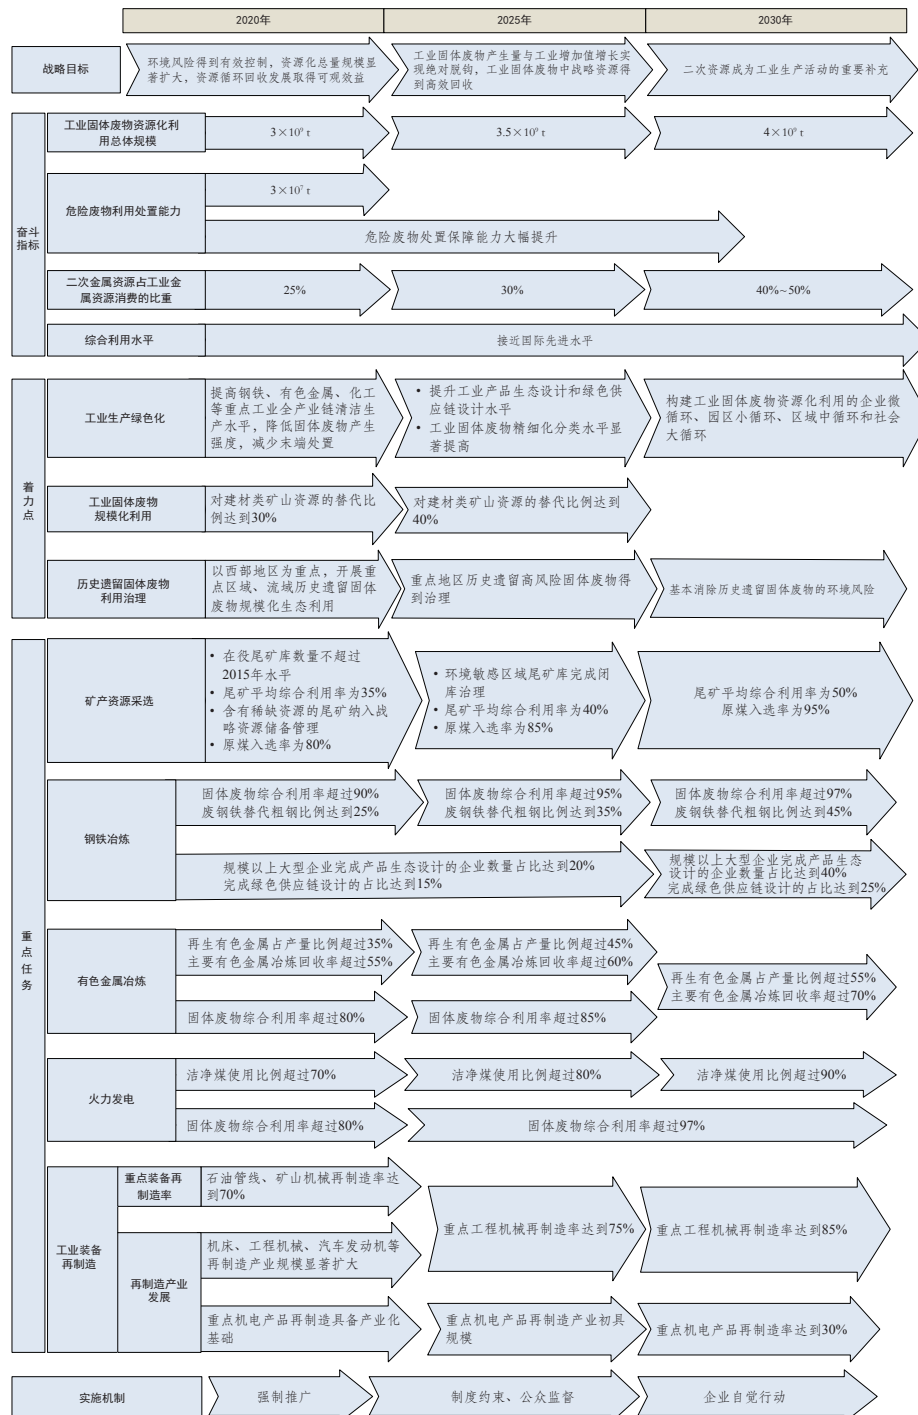 2020年
2025年
2030年
战略目标
环境风险得到有效控制，资源化总量规模显
著扩大，资源循环回收发展取得可观效益
工业固体废物产生量与工业增加值增长实
现绝对脱钩，工业固体废物中战略资源得
到高效回收
二次资源成为工业生产活动的重要补充
奋斗
指标
工业固体废物资源化利
用总体规模
3×10⁹ t
3.5×10⁹ t
4×10⁹ t
危险废物利用处置能力
3×10⁷ t
危险废物处置保障能力大幅提升
二次金属资源占工业金
属资源消费的比重
25%
30%
40%~50%
综合利用水平
接近国际先进水平
着
力
点
工业生产绿色化
提高钢铁、有色金属、化工
等重点工业全产业链清洁生
产水平，降低固体废物产生
强度，减少末端处置
• 提升工业产品生态设计和绿色供
应链设计水平
• 工业固体废物精细化分类水平显
著提高
构建工业固体废物资源化利用的企业微
循环、园区小循环、区域中循环和社会
大循环
工业固体废物
规模化利用
对建材类矿山资源的替代比
例达到30%
对建材类矿山资源的替代比例达到
40%
历史遗留固体废物
利用治理
以西部地区为重点，开展重
点区域、流域历史遗留固体
废物规模化生态利用
重点地区历史遗留高风险固体废物得
到治理
基本消除历史遗留固体废物的环境风险
重
点
任
务
矿产资源采选
• 在役尾矿库数量不超过
2015年水平
• 尾矿平均综合利用率为35%
• 含有稀缺资源的尾矿纳入战
略资源储备管理
• 原煤入选率为80%
• 环境敏感区域尾矿库完成闭
库治理
• 尾矿平均综合利用率为40%
• 原煤入选率为85%
尾矿平均综合利用率为50%
原煤入选率为95%
钢铁冶炼
固体废物综合利用率超过90%
废钢铁替代粗钢比例达到25%
固体废物综合利用率超过95%
废钢铁替代粗钢比例达到35%
固体废物综合利用率超过97%
废钢铁替代粗钢比例达到45%
规模以上大型企业完成产品生态设计的企业数量占比达到20%
完成绿色供应链设计的占比达到15%
规模以上大型企业完成产品生态
设计的企业数量占比达到40%
完成绿色供应链设计的占比达到25%
有色金属冶炼
再生有色金属占产量比例超过35%
主要有色金属冶炼回收率超过55%
再生有色金属占产量比例超过45%
主要有色金属冶炼回收率超过60%
再生有色金属占产量比例超过55%
主要有色金属冶炼回收率超过70%
固体废物综合利用率超过80%
固体废物综合利用率超过85%
火力发电
洁净煤使用比例超过70%
洁净煤使用比例超过80%
洁净煤使用比例超过90%
固体废物综合利用率超过80%
固体废物综合利用率超过97%
工业装备
再制造
重点装备再
制造率
石油管线、矿山机械再制造率达
到70%
重点工程机械再制造率达到75%
重点工程机械再制造率达到85%
再制造产业
发展
机床、工程机械、汽车发动机等
再制造产业规模显著扩大
重点机电产品再制造具备产业化
基础
重点机电产品再制造产业初具
规模
重点机电产品再制造率达到30%
实施机制
强制推广
制度约束、公众监督
企业自觉行动